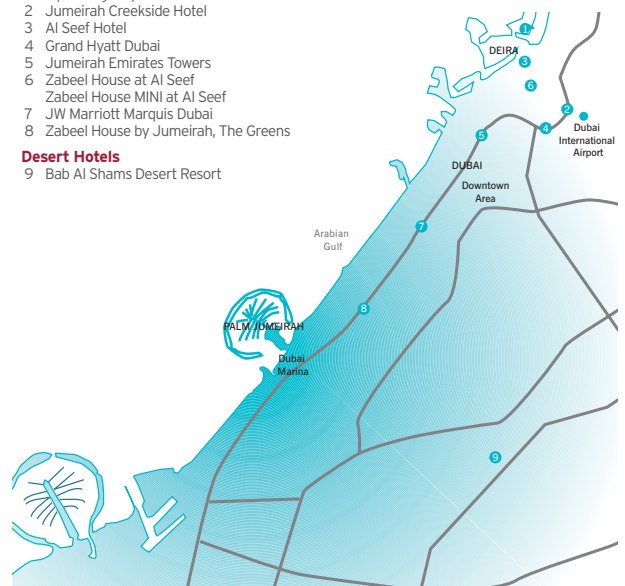 2 Jumeirah Creekside Hotel
3 Al Seef Hotel
4 Grand Hyatt Dubai
5 Jumeirah Emirates Towers
6 Zabeel House at Al Seef
Zabeel House MINI at Al Seef
7 JW Marriott Marquis Dubai
8 Zabeel House by Jumeirah, The Greens
Desert Hotels
9 Bab Al Shams Desert Resort
1
DEIRA
3
6
2
4
5
Dubai
International
Airport
DUBAI
Downtown
Area
7
Arabian
Gulf
8
PALM JUMEIRAH
Dubai
Marina
9